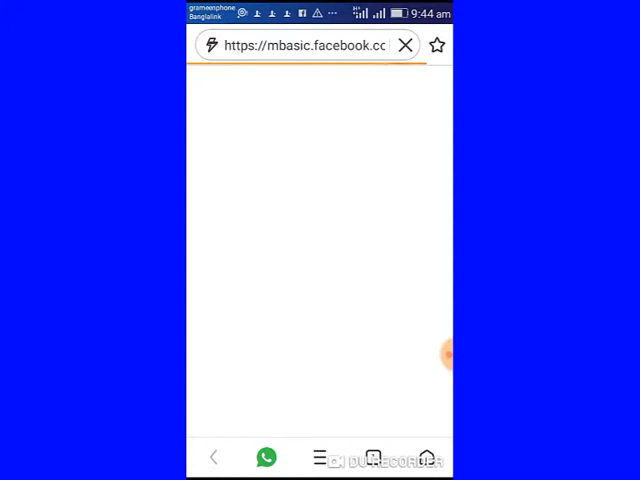 grameenphone
Banglalink
9:44 am
https://mbasic.facebook.cc
DU RECORDER